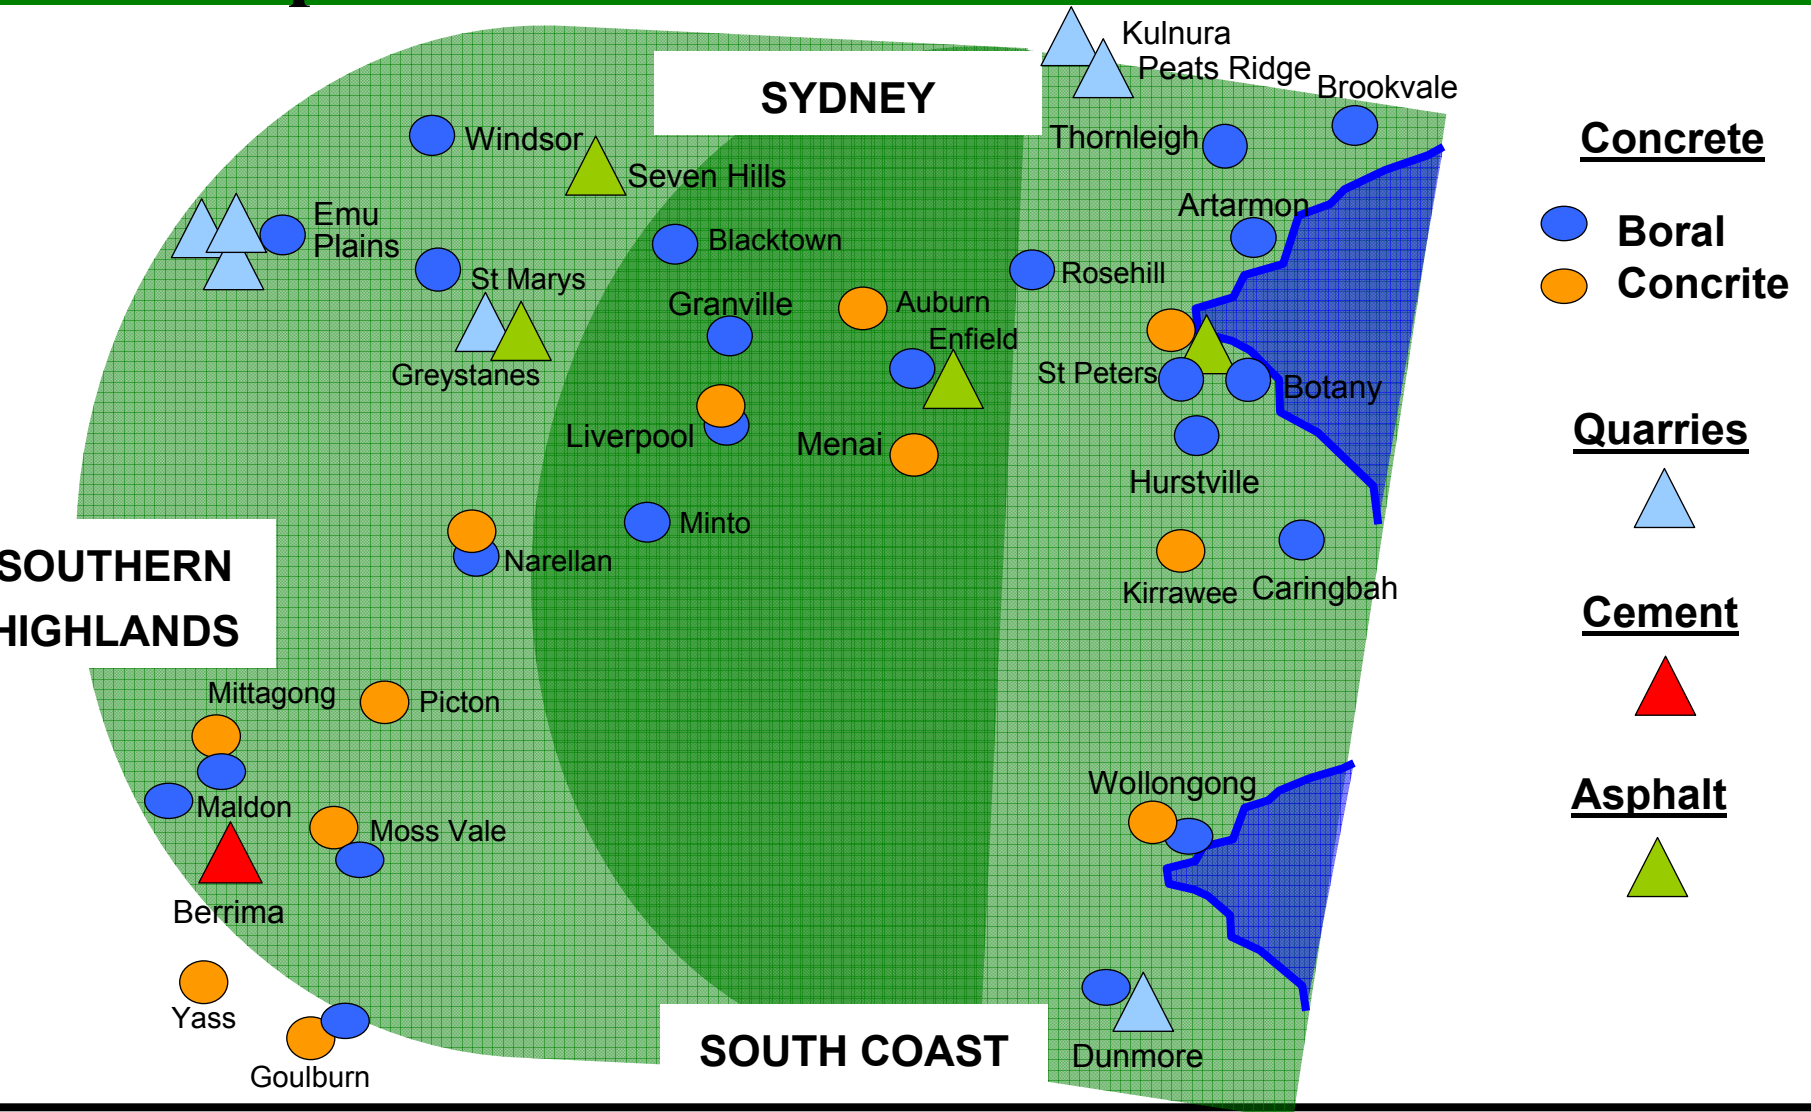 SYDNEY
Kulnura
Peats Ridge
Brookvale
Thornleigh
Windsor
Seven Hills
Artarmon
Emu
Plains
Blacktown
St Marys
Rosehill
Granville
Auburn
Enfield
Greystanes
St Peters
Botany
Liverpool
Menai
Hurstville
Minto
Narellan
Kirrawee
Caringbah
SOUTHERN
HIGHLANDS
Mittagong
Picton
Maldon
Moss Vale
Berrima
Yass
Goulburn
Wollongong
SOUTH COAST
Dunmore
Concrete
Boral
Concrite
Quarries
Cement
Asphalt